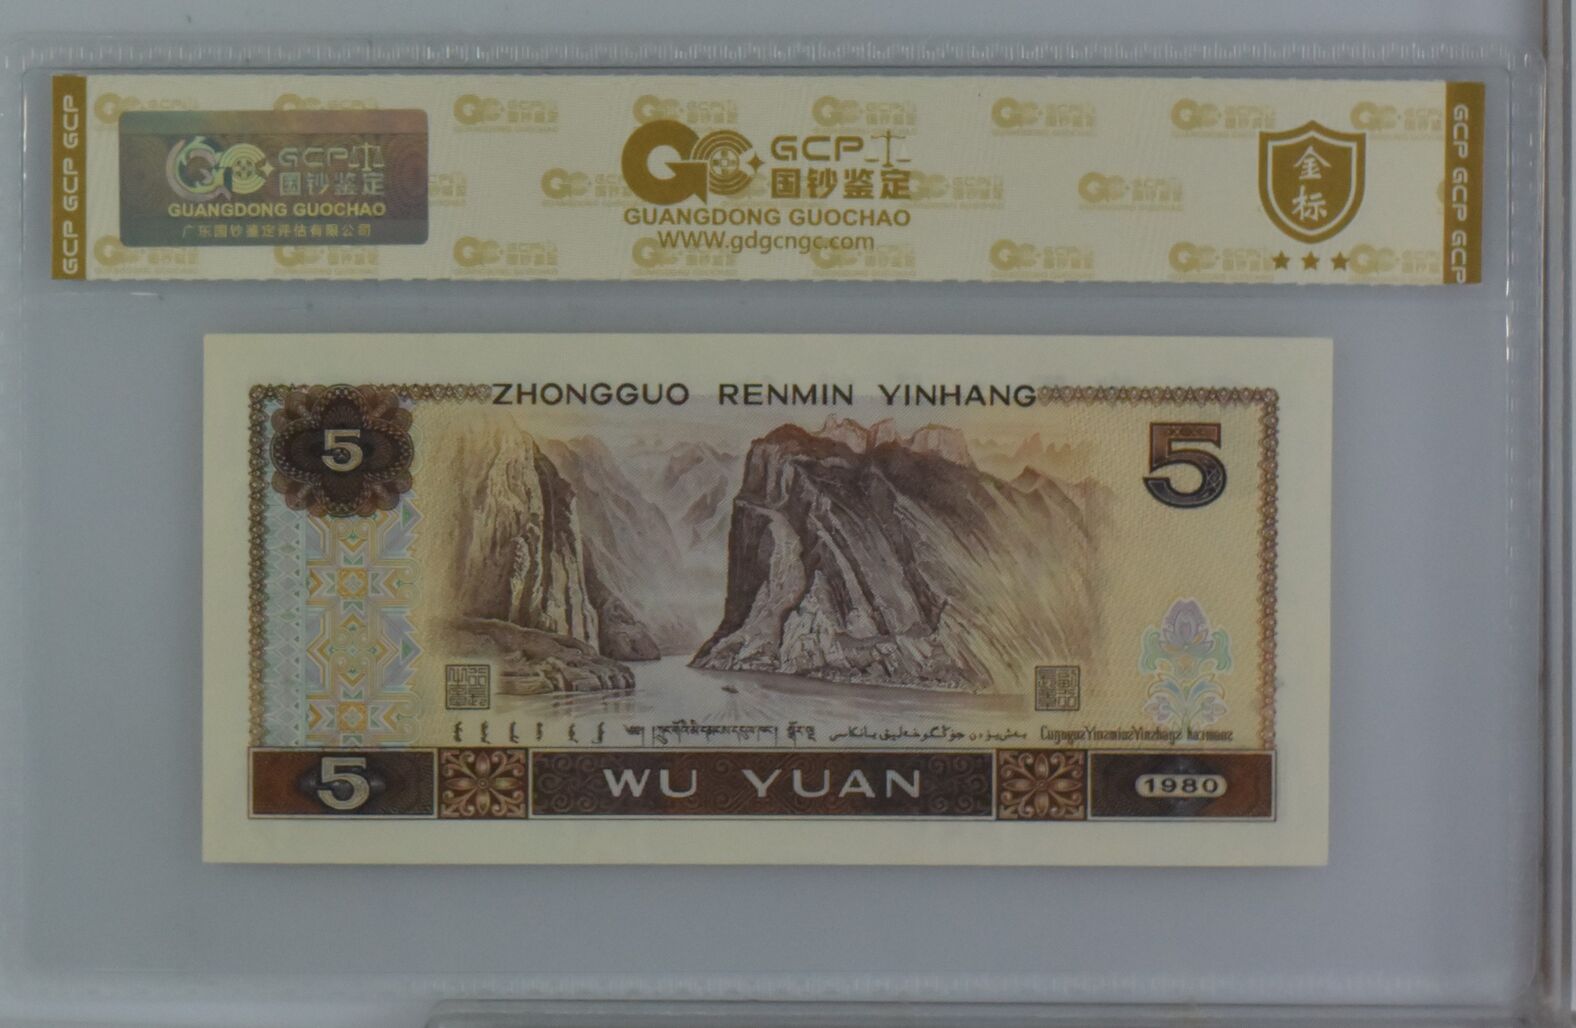 GCP GCP GCP
GCP 国钞鉴定
GUANGDONG GUOCHAO
广东国钞鉴定评估有限公司
GCP
国钞鉴定
GUANGDONG GUOCHAO
WWW.gdgcngc.com
金标
GCP GCP GCP
ZHONGGUO RENMIN YINHANG
5
5
5
WU YUAN
1980